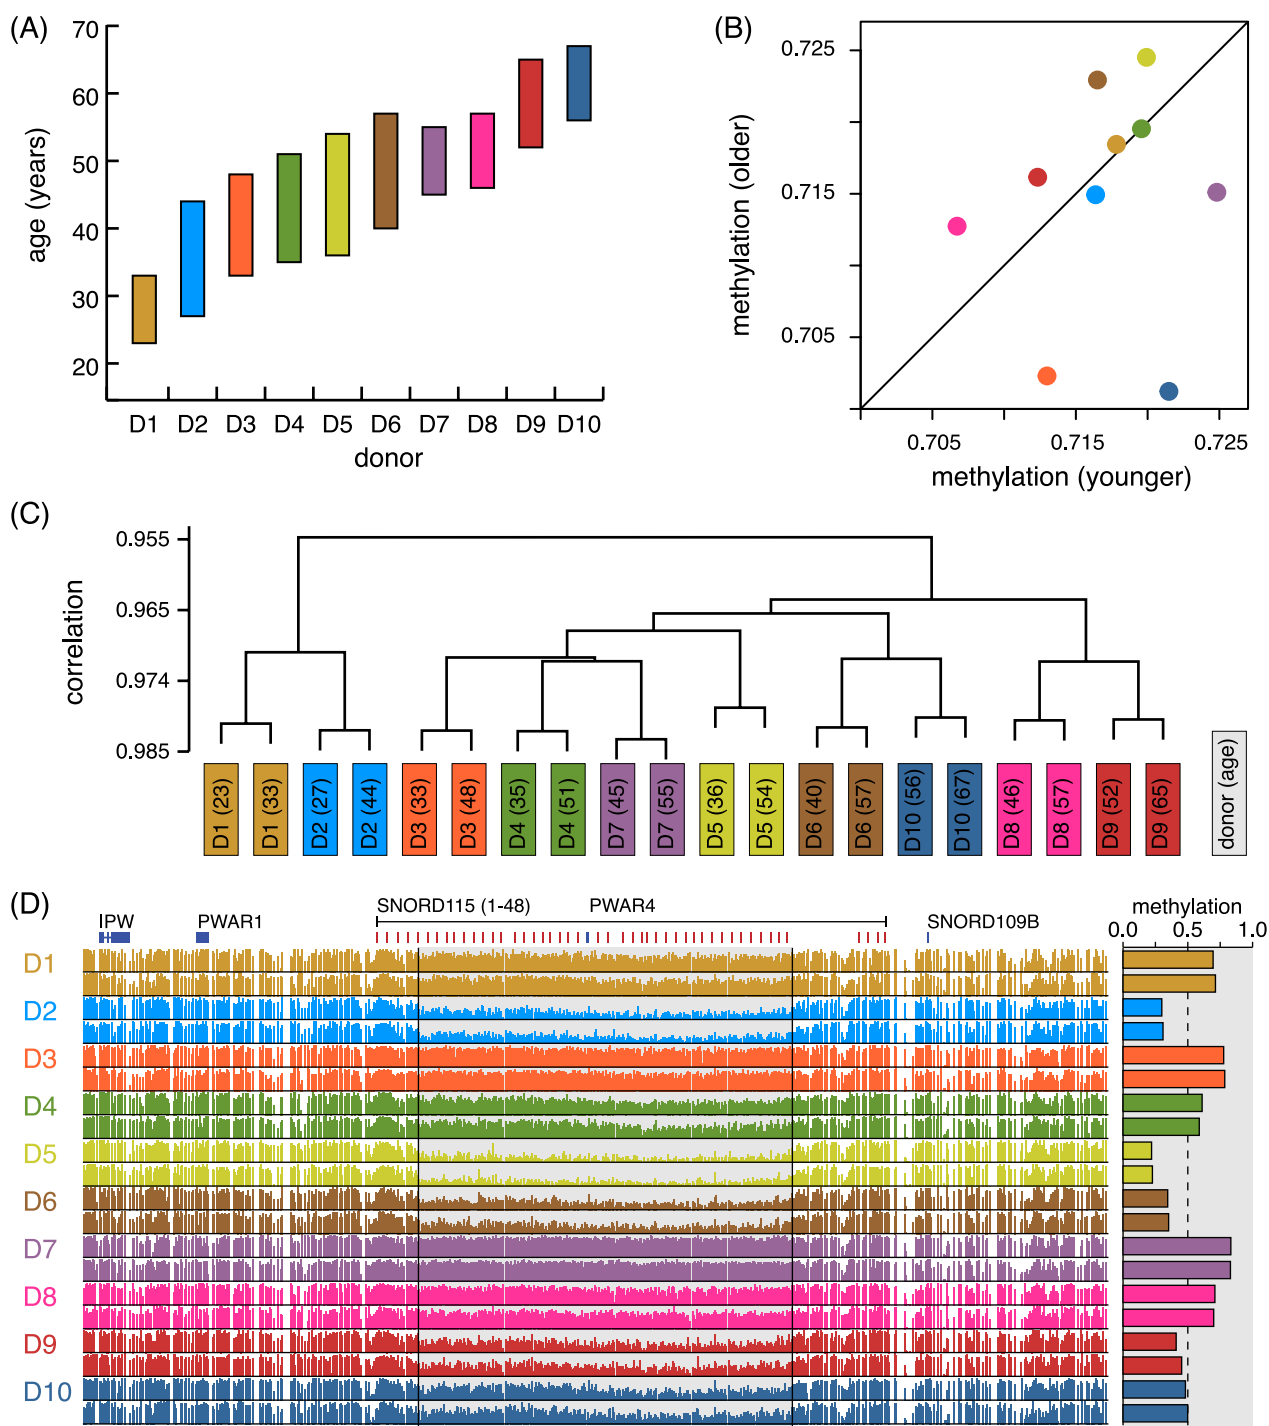 (A)
70
60
50
40
30
20
age (years)
D1 D2 D3 D4 D5 D6 D7 D8 D9 D10
donor
(B)
0.725
0.715
0.705
methylation (older)
0.705 0.715 0.725
methylation (younger)
(C)
0.955
0.965
0.974
0.985
correlation
D1 (23)
D1 (33)
D2 (27)
D2 (44)
D3 (33)
D3 (48)
D4 (35)
D4 (51)
D7 (45)
D7 (55)
D5 (36)
D5 (54)
D6 (40)
D6 (57)
D10 (56)
D10 (67)
D8 (46)
D8 (57)
D9 (52)
D9 (65)
donor (age)
(D)
IPW PWAR1 SNORD115 (1-48) PWAR4 SNORD109B
methylation
0.0 0.5 1.0
D1
D2
D3
D4
D5
D6
D7
D8
D9
D10